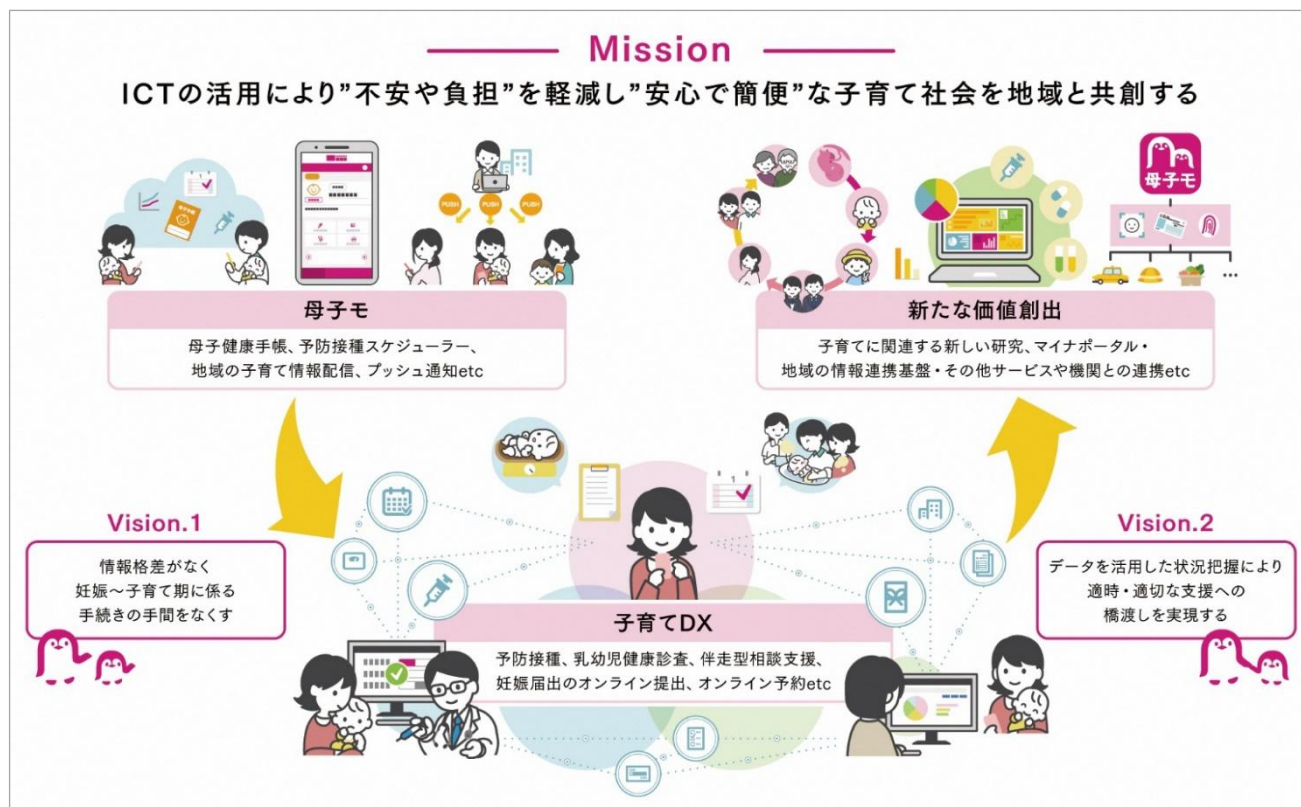 Mission
ICTの活用により”不安や負担”を軽減し”安心で簡便”な子育て社会を地域と共創する
PUSH PUSH PUSH
母子モ
母子モ
母子健康手帳、予防接種スケジューラー、
地域の子育て情報配信、プッシュ通知etc
新たな価値創出
子育てに関連する新しい研究、マイナポータル・
地域の情報連携基盤・その他サービスや機関との連携etc
Vision.1
情報格差がなく
妊娠〜子育て期に係る
手続きの手間をなくす
1
子育てDX
予防接種、乳幼児健康診査、伴走型相談支援、
妊娠届出のオンライン提出、オンライン予約etc
Vision.2
データを活用した状況把握により
適時・適切な支援への
橋渡しを実現する